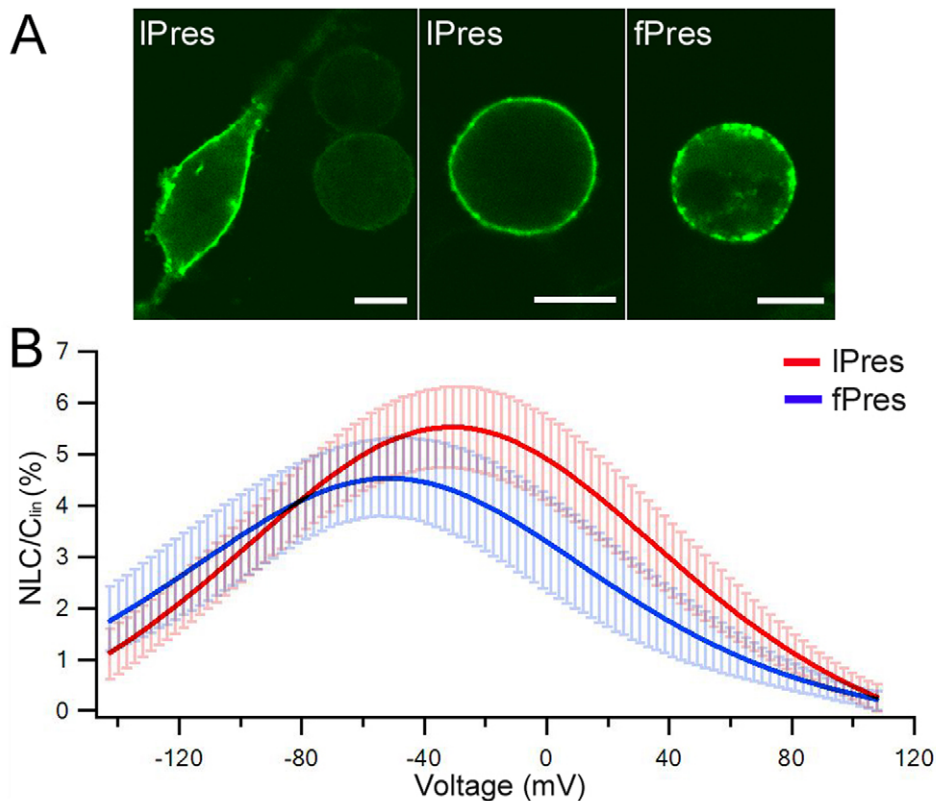 A
lPres
lPres
fPres
B
7
6
5
4
3
2
1
0
NLC/Clin (%)
lPres
fPres
-120
-80
-40
0
40
80
120
Voltage (mV)